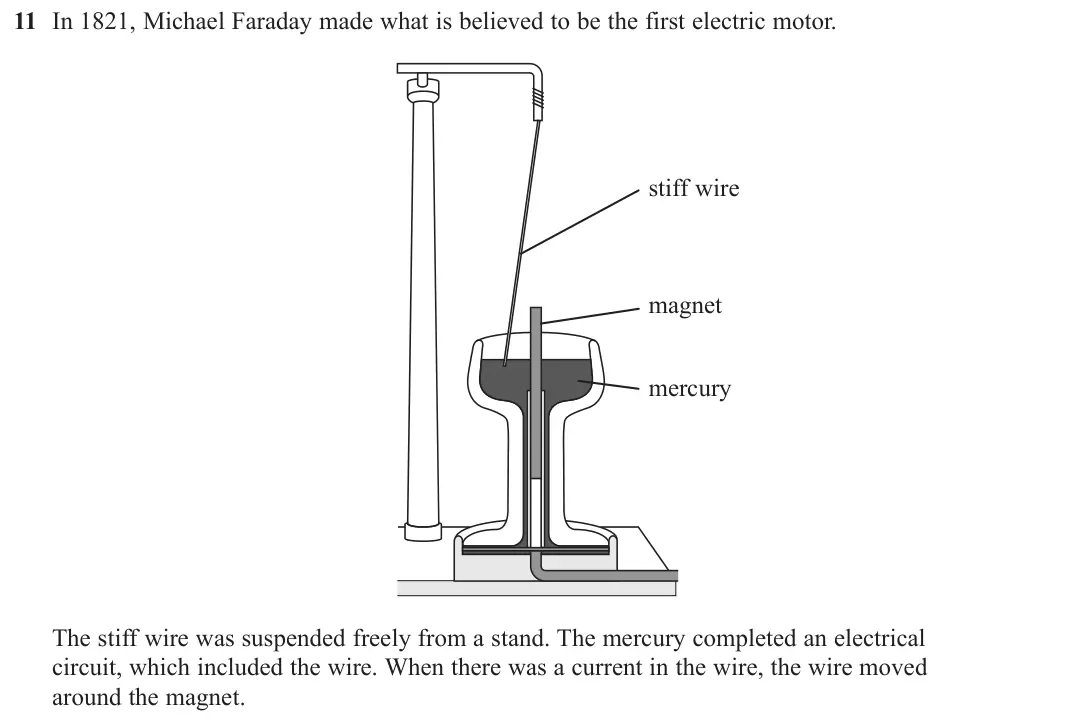 11 In 1821, Michael Faraday made what is believed to be the first electric motor.
stiff wire
magnet
mercury
The stiff wire was suspended freely from a stand. The mercury completed an electrical
circuit, which included the wire. When there was a current in the wire, the wire moved
around the magnet.